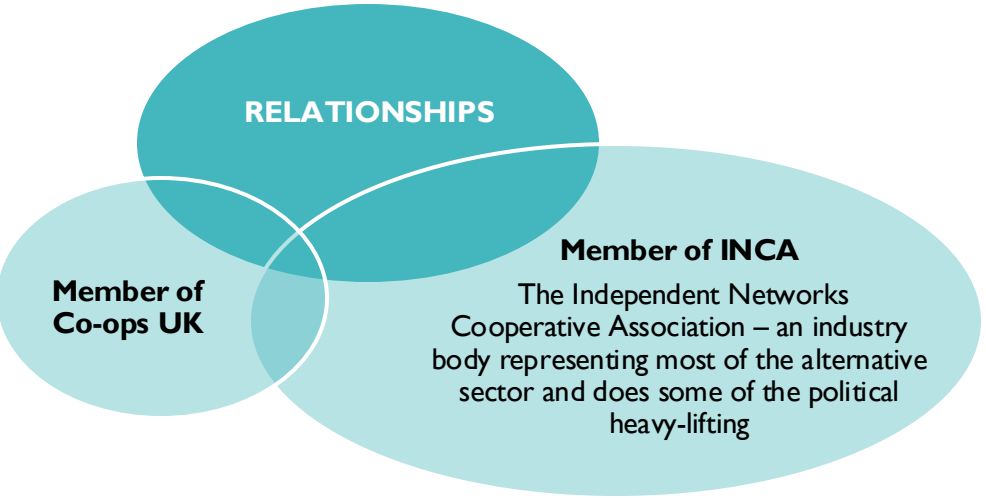 RELATIONSHIPS
Member of
Co-ops UK
Member of INCA
The Independent Networks
Cooperative Association – an industry
body representing most of the alternative
sector and does some of the political
heavy-lifting